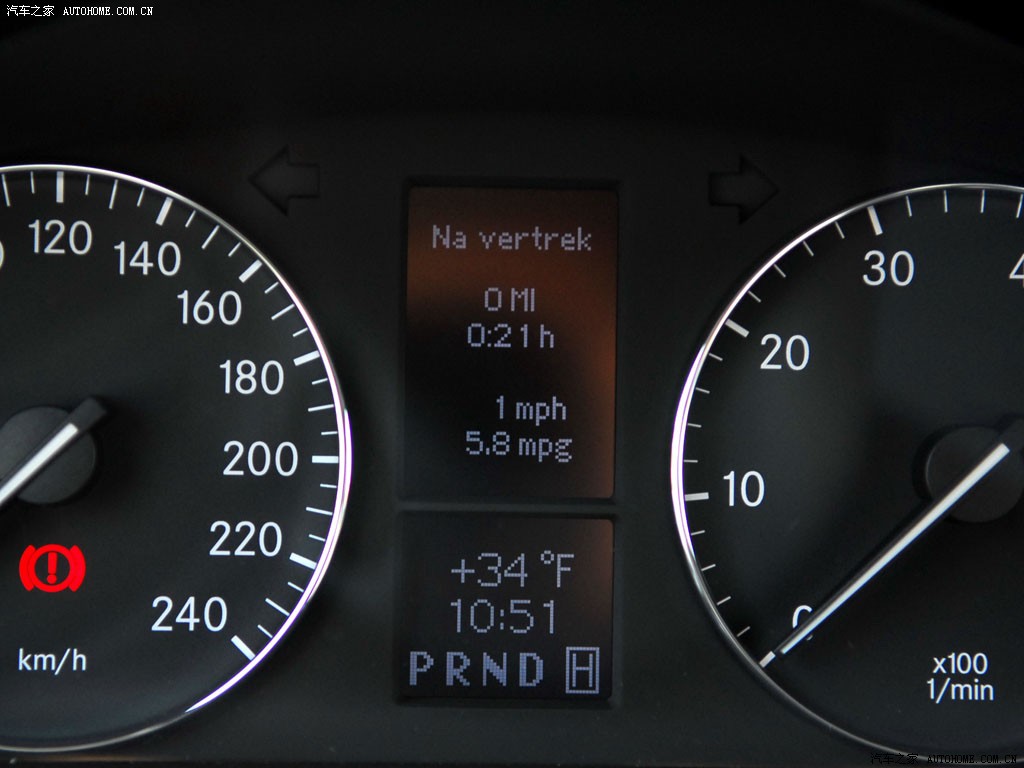 汽车之家 AUTOHOME.COM.CN
120
140
160
180
200
220
240
km/h
Na vertrek
0 MI
0:21 h
1 mph
5.8 mpg
+34 °F
10:51
P R N D H
0
10
20
30
x100
1/min
汽车之家 AUTOHOME.COM.CN